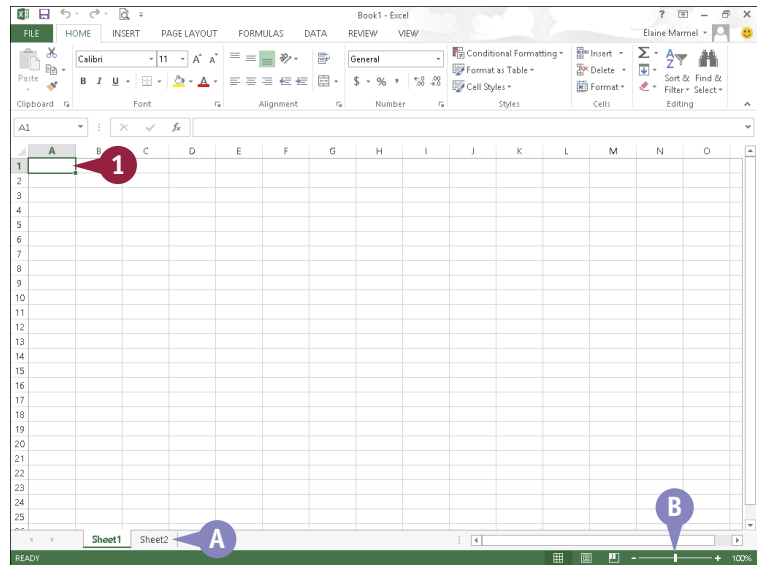 Book1 - Excel
FILE HOME INSERT PAGE LAYOUT FORMULAS DATA REVIEW VIEW Elaine Marmel
Calibri 11 General Conditional Formatting Insert
Paste Format as Table Delete
B I U $ % , Cell Styles Format Sort & Filter Find & Select
Clipboard Font Alignment Number Styles Cells Editing
A1 fx
A B C D E F G H I J K L M N O
1 1
2
3
4
5
6
7
8
9
10
11
12
13
14
15
16
17
18
19
20
21
22
23
24
25
B
Sheet1 Sheet2 A
READY 100%